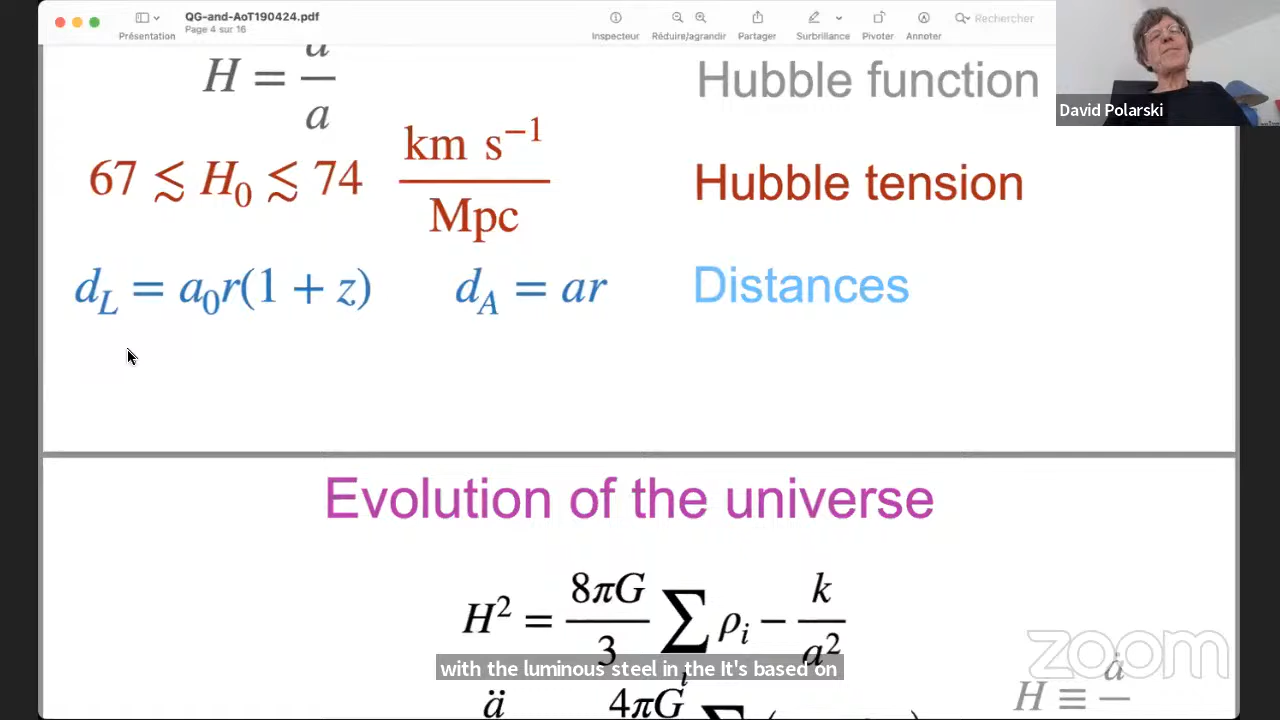 QG-and-AoT190424.pdf
Page 4 sur 16
Présentation
Inspecteur
Réduire/agrandir
Partager
Surbrillance
Pivoter
Annoter
Rechercher
David Polarski
H = ȧ / a
Hubble function
67 ≲ H₀ ≲ 74 km s⁻¹ / Mpc
Hubble tension
d_L = a₀r(1 + z)
d_A = ar
Distances
Evolution of the universe
H² = 8πG / 3 ∑ᵢ ρᵢ − k / a²
with the luminous steel in the It's based on
ä
4πG
H ≡ ȧ
zoom